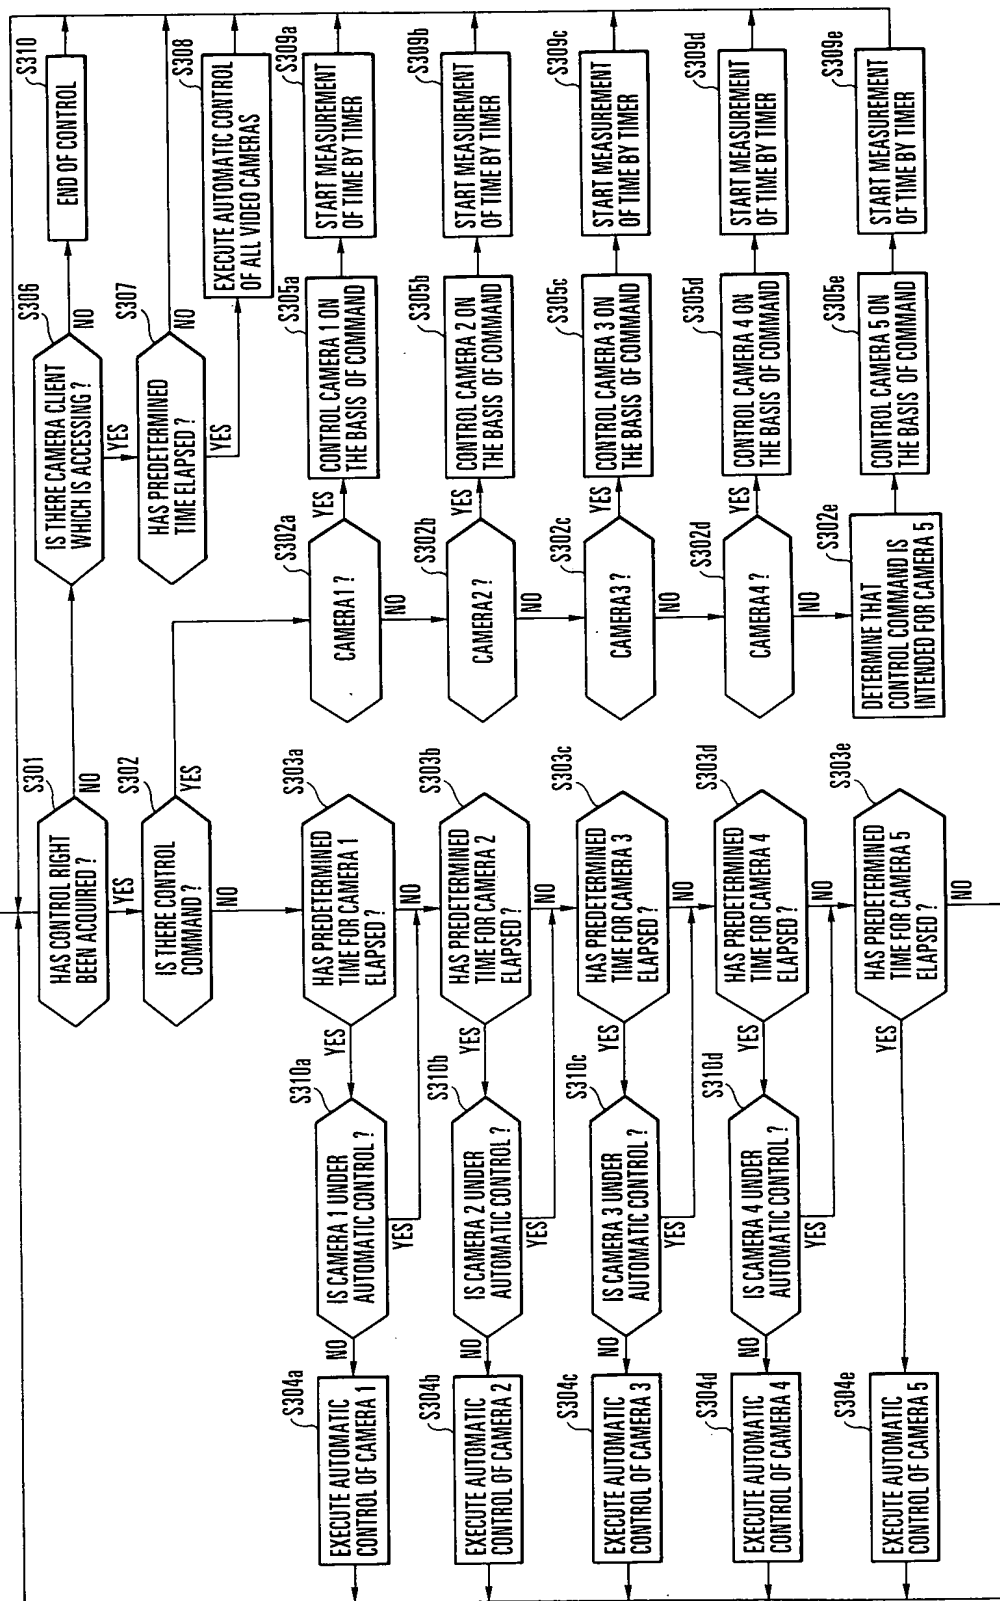 S301
HAS CONTROL RIGHT
BEEN ACQUIRED ?
NO
YES
S306
IS THERE CAMERA CLIENT
WHICH IS ACCESSING ?
NO
YES
S310
END OF CONTROL
S302
IS THERE CONTROL
COMMAND ?
YES
NO
S307
HAS PREDETERMINED
TIME ELAPSED ?
NO
YES
S308
EXECUTE AUTOMATIC CONTROL
OF ALL VIDEO CAMERAS
S304a
EXECUTE AUTOMATIC
CONTROL OF CAMERA 1
NO
S310a
IS CAMERA 1 UNDER
AUTOMATIC CONTROL ?
YES
YES
S303a
HAS PREDETERMINED
TIME FOR CAMERA 1
ELAPSED ?
NO
S302a
CAMERA1 ?
YES
NO
S305a
CONTROL CAMERA 1 ON
THE BASIS OF COMMAND
S309a
START MEASUREMENT
OF TIME BY TIMER
S304b
EXECUTE AUTOMATIC
CONTROL OF CAMERA 2
NO
S310b
IS CAMERA 2 UNDER
AUTOMATIC CONTROL ?
YES
YES
S303b
HAS PREDETERMINED
TIME FOR CAMERA 2
ELAPSED ?
NO
S302b
CAMERA2 ?
YES
NO
S305b
CONTROL CAMERA 2 ON
THE BASIS OF COMMAND
S309b
START MEASUREMENT
OF TIME BY TIMER
S304c
EXECUTE AUTOMATIC
CONTROL OF CAMERA 3
NO
S310c
IS CAMERA 3 UNDER
AUTOMATIC CONTROL ?
YES
YES
S303c
HAS PREDETERMINED
TIME FOR CAMERA 3
ELAPSED ?
NO
S302c
CAMERA3 ?
YES
NO
S305c
CONTROL CAMERA 3 ON
THE BASIS OF COMMAND
S309c
START MEASUREMENT
OF TIME BY TIMER
S304d
EXECUTE AUTOMATIC
CONTROL OF CAMERA 4
NO
S310d
IS CAMERA 4 UNDER
AUTOMATIC CONTROL ?
YES
YES
S303d
HAS PREDETERMINED
TIME FOR CAMERA 4
ELAPSED ?
NO
S302d
CAMERA4 ?
YES
NO
S305d
CONTROL CAMERA 4 ON
THE BASIS OF COMMAND
S309d
START MEASUREMENT
OF TIME BY TIMER
S304e
EXECUTE AUTOMATIC
CONTROL OF CAMERA 5
YES
S303e
HAS PREDETERMINED
TIME FOR CAMERA 5
ELAPSED ?
NO
S302e
DETERMINE THAT
CONTROL COMMAND IS
INTENDED FOR CAMERA 5
S305e
CONTROL CAMERA 5 ON
THE BASIS OF COMMAND
S309e
START MEASUREMENT
OF TIME BY TIMER